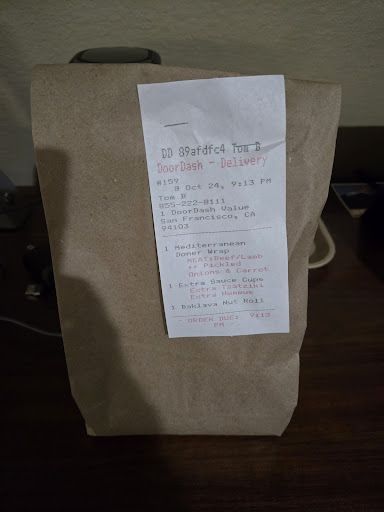 DD 89afdfc4 Tom B
DoorDash - Delivery
#159
8 Oct 24, 9:13 PM
Tom B
855-222-8111
1 DoorDash Value
San Francisco, CA
94103
1 Mediterranean
Doner Wrap
MEAT:Beef/Lamb
++ Pickled
Onions & Carrot
1 Extra Sauce Cups
Extra Tzatziki
Extra Hummus
1 Baklava Nut Roll
- ORDER DUE: 9:13
PM